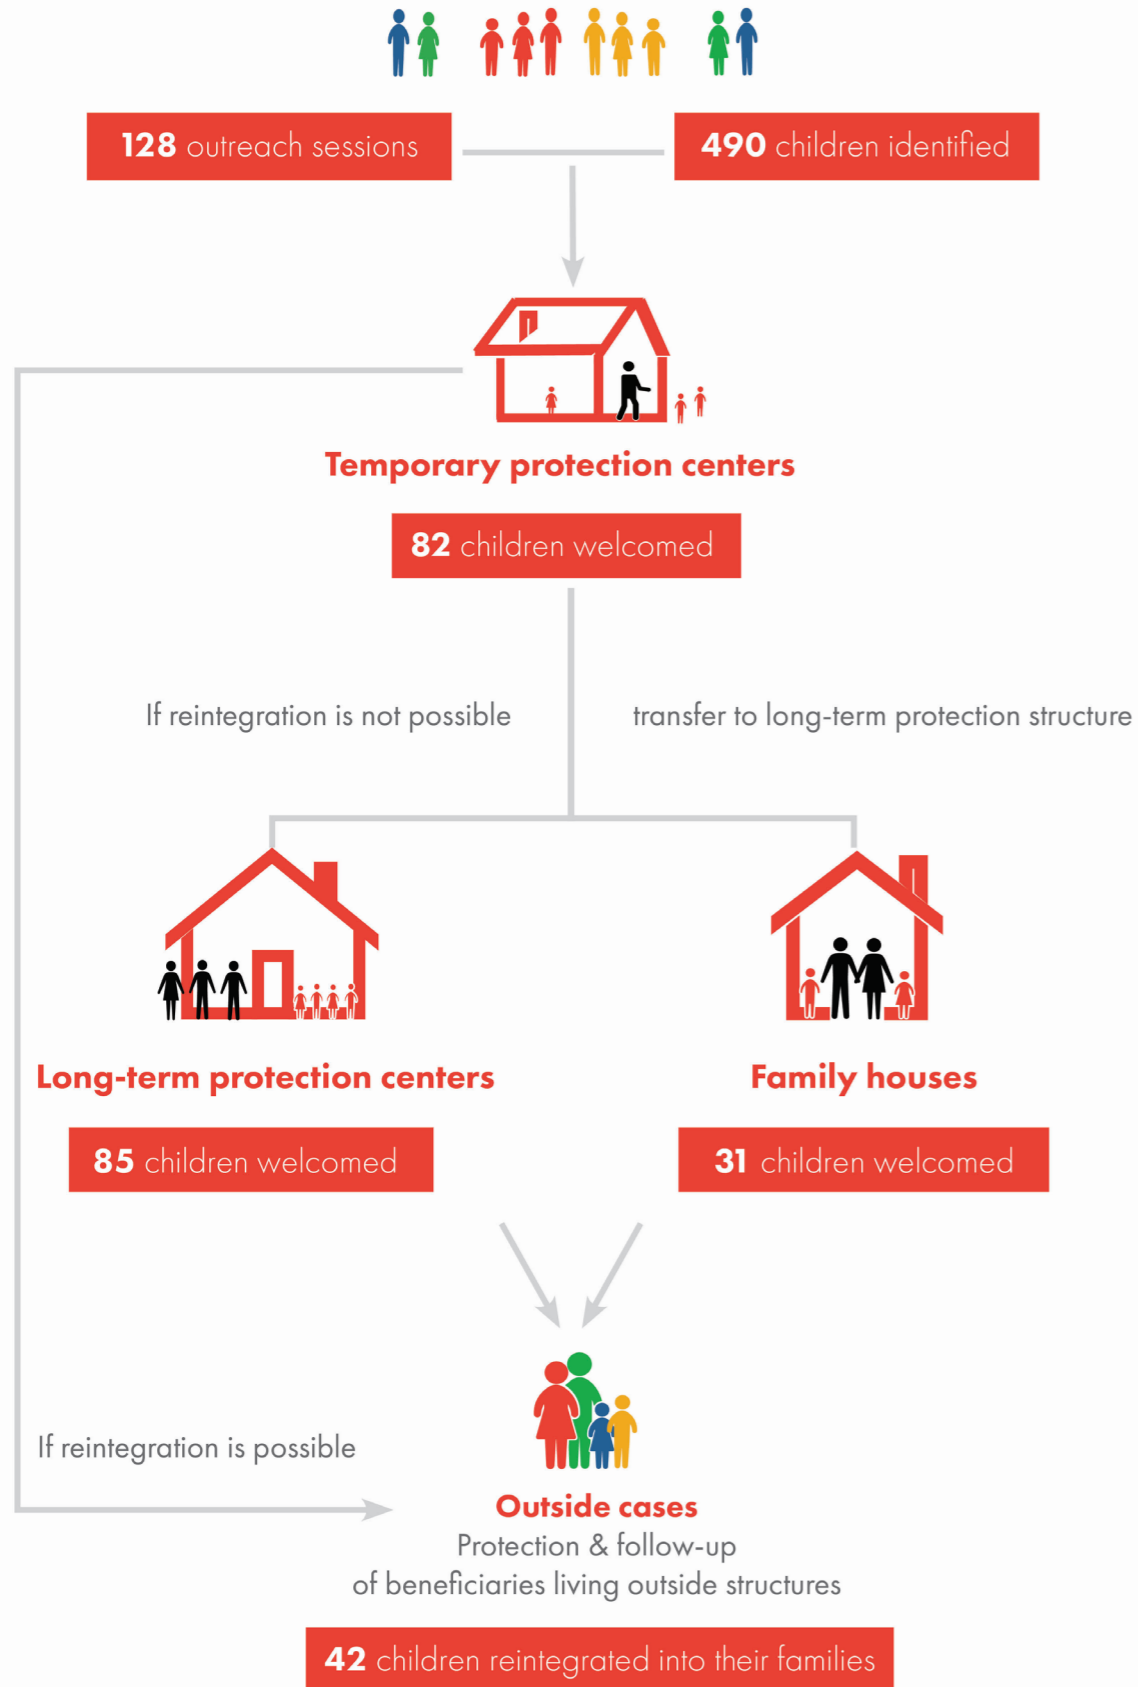 128 outreach sessions
490 children identified
Temporary protection centers
82 children welcomed
If reintegration is not possible
transfer to long-term protection structure
Long-term protection centers
Family houses
85 children welcomed
31 children welcomed
If reintegration is possible
Outside cases
Protection & follow-up
of beneficiaries living outside structures
42 children reintegrated into their families